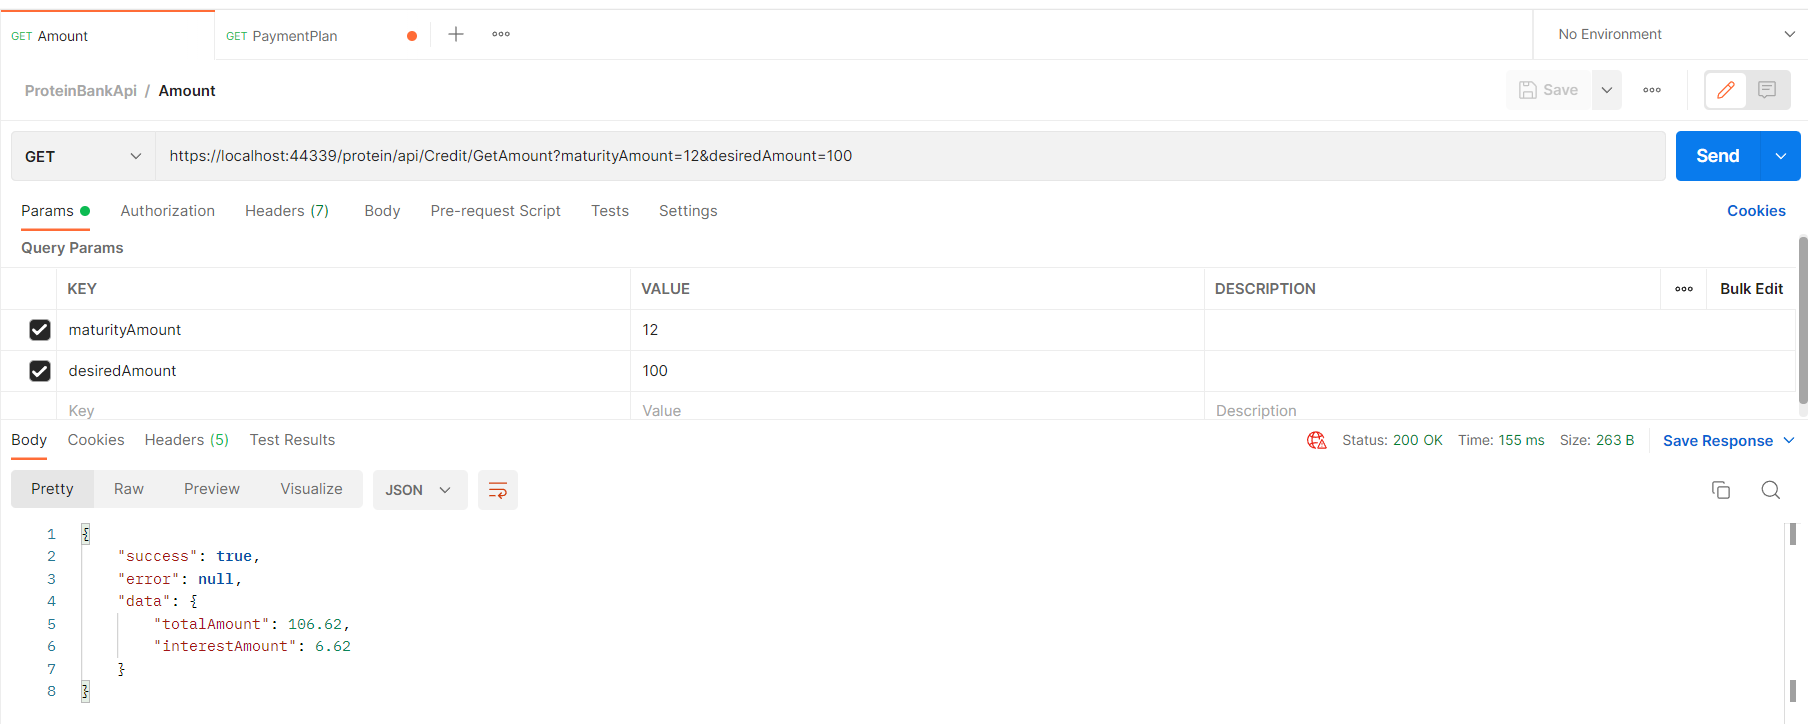 GET Amount
GET PaymentPlan
No Environment
ProteinBankApi / Amount
Save
GET
https://localhost:44339/protein/api/Credit/GetAmount?maturityAmount=12&desiredAmount=100
Send
Params Authorization Headers (7) Body Pre-request Script Tests Settings Cookies
Query Params
KEY VALUE DESCRIPTION Bulk Edit
maturityAmount 12
desiredAmount 100
Key Value Description
Body Cookies Headers (5) Test Results Status: 200 OK Time: 155 ms Size: 263 B Save Response
Pretty Raw Preview Visualize JSON
1 {
2 "success": true,
3 "error": null,
4 "data": {
5 "totalAmount": 106.62,
6 "interestAmount": 6.62
7 }
8 }